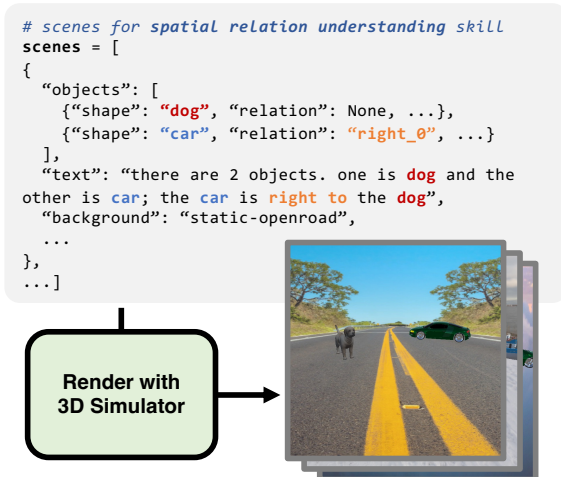 # scenes for spatial relation understanding skill
scenes = [
{
  “objects”: [
    {“shape”: “dog”, “relation”: None, ...},
    {“shape”: “car”, “relation”: “right_0”, ...}
  ],
  “text”: “there are 2 objects. one is dog and the
other is car; the car is right to the dog”,
  “background”: “static-openroad”,
  ...
},
...]
Render with
3D Simulator